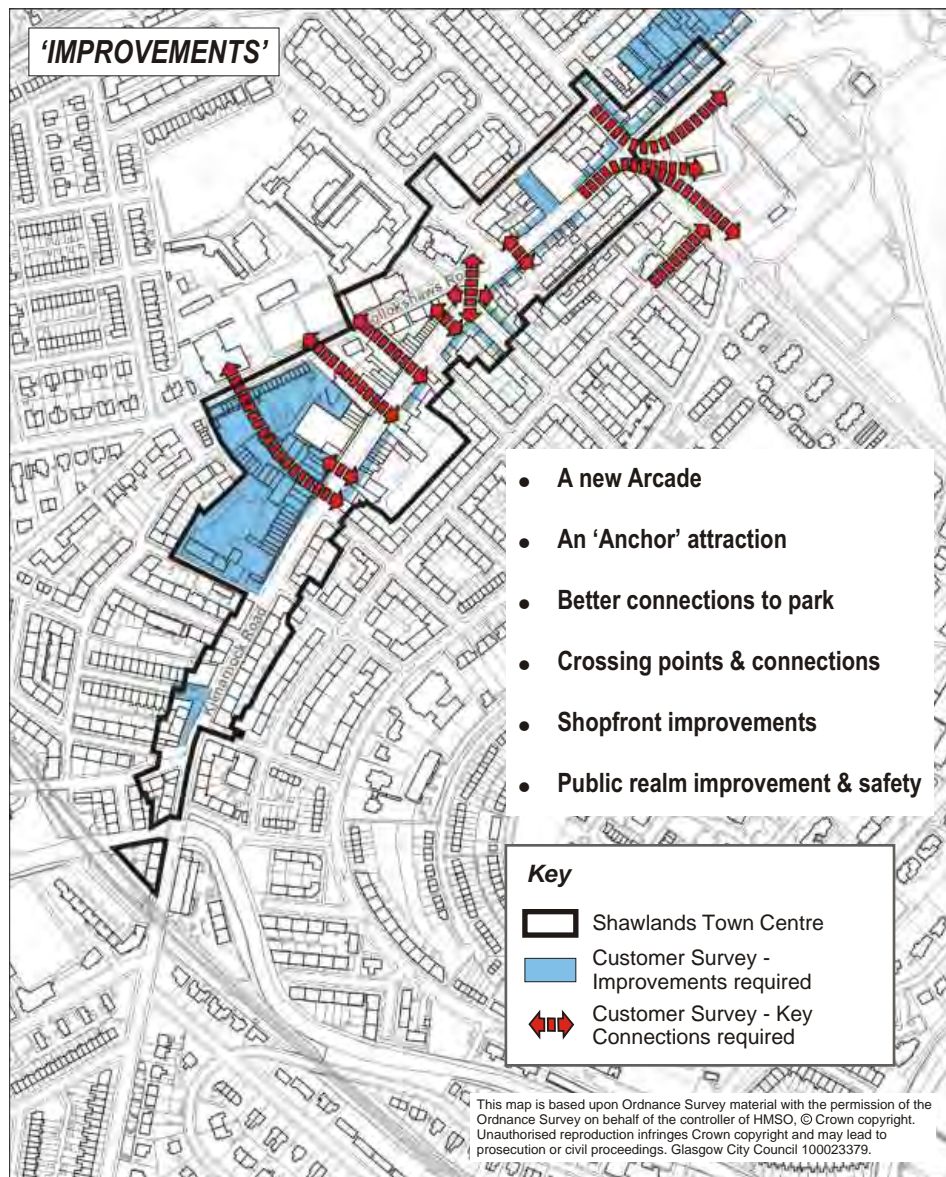 'IMPROVEMENTS'
Pollokshaws Road
• A new Arcade
• An 'Anchor' attraction
• Better connections to park
• Crossing points & connections
• Shopfront improvements
• Public realm improvement & safety
Kilmarnock Road
Key
Shawlands Town Centre
Customer Survey -
Improvements required
Customer Survey - Key
Connections required
This map is based upon Ordnance Survey material with the permission of the
Ordnance Survey on behalf of the controller of HMSO, © Crown copyright.
Unauthorised reproduction infringes Crown copyright and may lead to
prosecution or civil proceedings. Glasgow City Council 100023379.